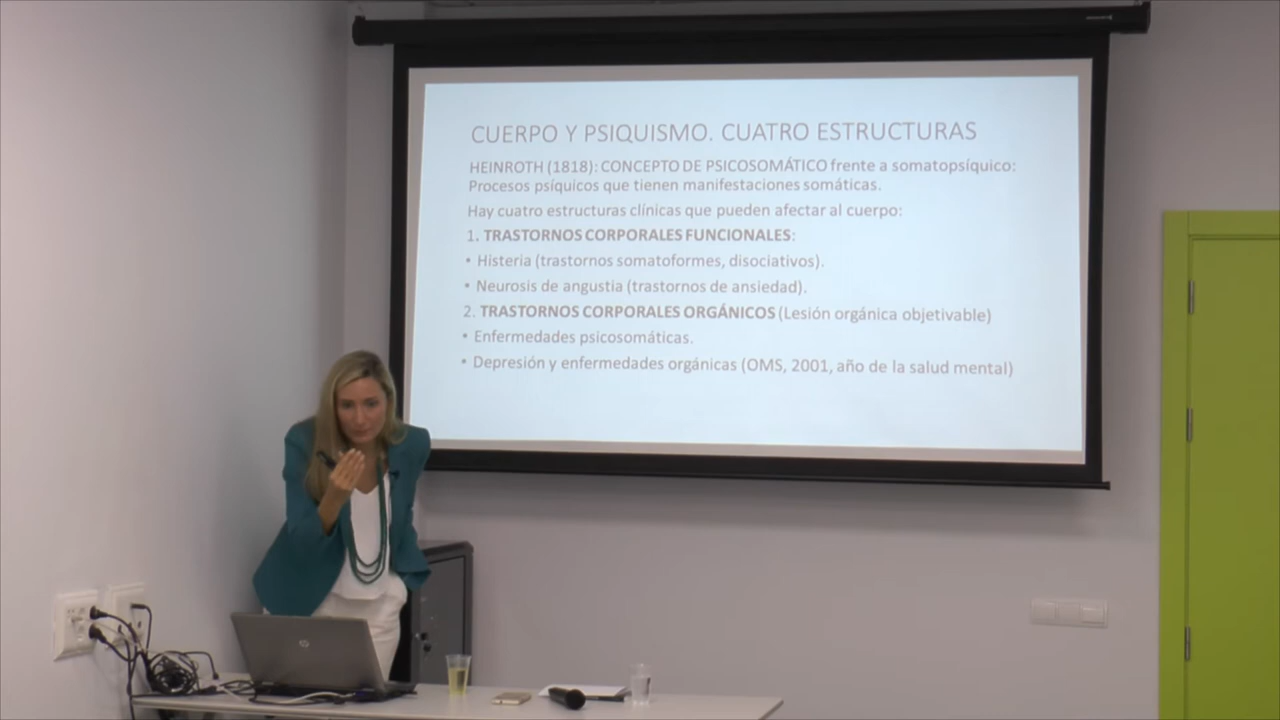 CUERPO Y PSIQUISMO. CUATRO ESTRUCTURAS
HEINROTH (1818): CONCEPTO DE PSICOSOMÁTICO frente a somatopsíquico:
Procesos psíquicos que tienen manifestaciones somáticas.
Hay cuatro estructuras clínicas que pueden afectar al cuerpo:
1. TRASTORNOS CORPORALES FUNCIONALES:
• Histeria (trastornos somatoformes, disociativos).
• Neurosis de angustia (trastornos de ansiedad).
2. TRASTORNOS CORPORALES ORGÁNICOS (Lesión orgánica objetivable)
• Enfermedades psicosomáticas.
• Depresión y enfermedades orgánicas (OMS, 2001, año de la salud mental)
hp